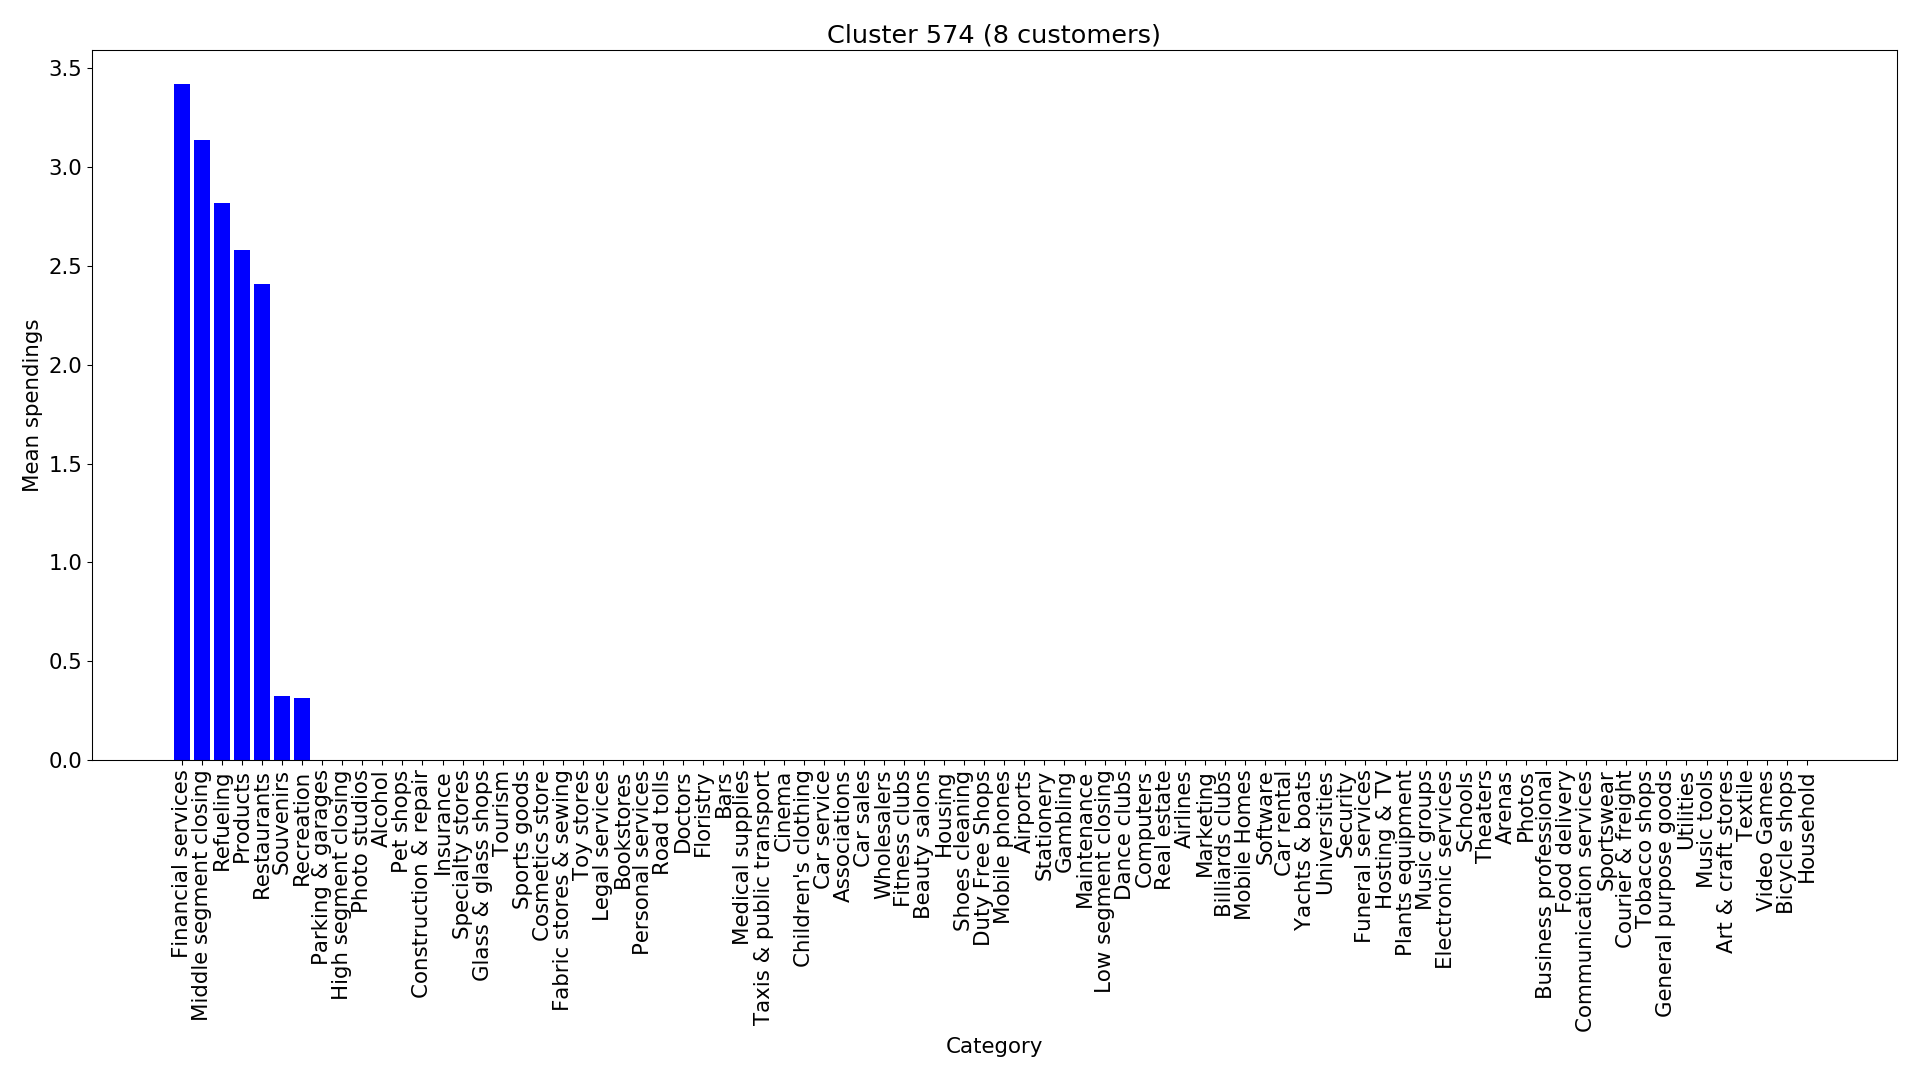 Cluster 574 (8 customers)
3.5
3.0
2.5
2.0
1.5
1.0
0.5
0.0
Mean spendings
Financial services
Middle segment closing
Refueling
Products
Restaurants
Souvenirs
Recreation
Parking & garages
High segment closing
Photo studios
Alcohol
Pet shops
Construction & repair
Insurance
Specialty stores
Glass & glass shops
Tourism
Sports goods
Cosmetics store
Fabric stores & sewing
Toy stores
Legal services
Bookstores
Personal services
Road tolls
Doctors
Floristry
Bars
Medical supplies
Taxis & public transport
Cinema
Children's clothing
Car service
Associations
Car sales
Wholesalers
Fitness clubs
Beauty salons
Housing
Shoes cleaning
Duty Free Shops
Mobile phones
Airports
Stationery
Gambling
Maintenance
Low segment closing
Dance clubs
Computers
Real estate
Airlines
Marketing
Billiards clubs
Mobile Homes
Software
Car rental
Yachts & boats
Universities
Security
Funeral services
Hosting & TV
Plants equipment
Music groups
Electronic services
Schools
Theaters
Arenas
Photos
Business professional
Food delivery
Communication services
Sportswear
Courier & freight
Tobacco shops
General purpose goods
Utilities
Music tools
Art & craft stores
Textile
Video Games
Bicycle shops
Household
Category